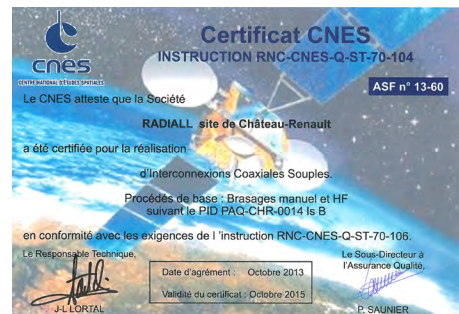 cnes
CENTRE NATIONAL D'ÉTUDES SPATIALES
Certificat CNES
INSTRUCTION RNC-CNES-Q-ST-70-104
ASF n° 13-60
Le CNES atteste que la Société
RADIALL site de Château-Renault
a été certifiée pour la réalisation
d'Interconnexions Coaxiales Souples.
Procédés de base : Brasages manuel et HF
suivant le PID PAQ-CHR-0014 Is B
en conformité avec les exigences de l 'instruction RNC-CNES-Q-ST-70-106.
Le Responsable Technique,
J-L LORTAL
Date d'agrément : Octobre 2013
Validité du certificat : Octobre 2015
Le Sous-Directeur à
l'Assurance Qualité,
P. SAUNIER